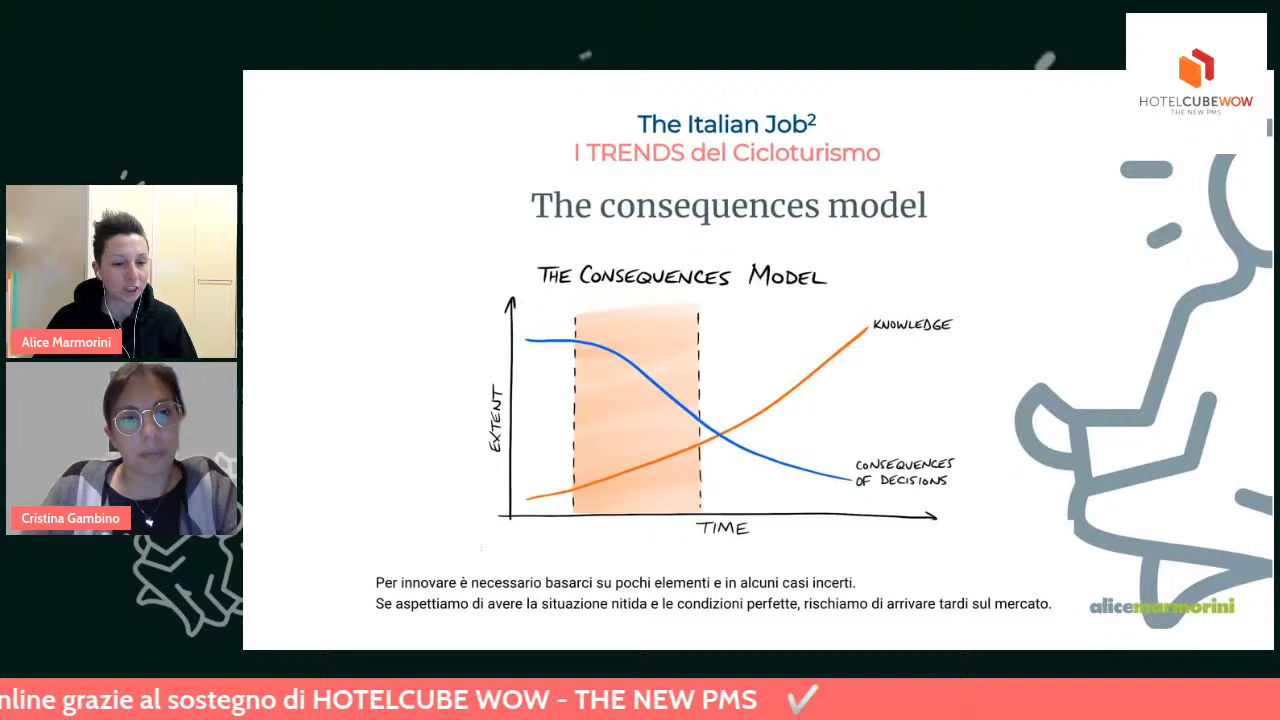 HOTELCUBEWOW
THE NEW PMS
The Italian Job²
I TRENDS del Cicloturismo
The consequences model
THE CONSEQUENCES MODEL
KNOWLEDGE
EXTENT
CONSEQUENCES
OF DECISIONS
TIME
Alice Marmorini
Cristina Gambino
Per innovare è necessario basarci su pochi elementi e in alcuni casi incerti.
Se aspettiamo di avere la situazione nitida e le condizioni perfette, rischiamo di arrivare tardi sul mercato.
alicemarmorini
nline grazie al sostegno di HOTELCUBE WOW - THE NEW PMS ✔